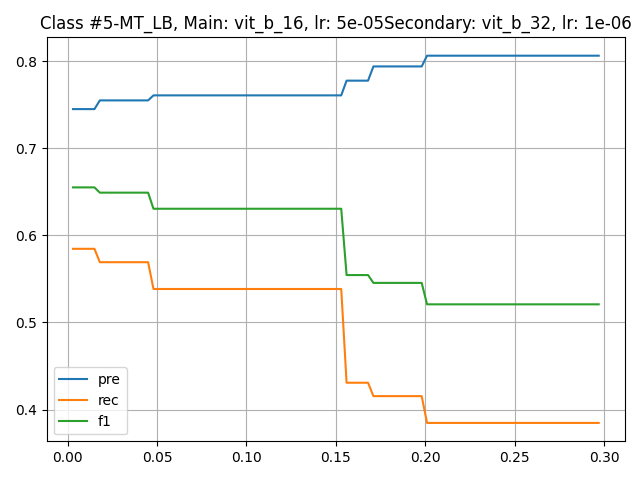 Class #5-MT_LB, Main: vit_b_16, lr: 5e-05Secondary: vit_b_32, lr: 1e-06
0.8
0.7
0.6
0.5
0.4
pre
rec
f1
0.00 0.05 0.10 0.15 0.20 0.25 0.30